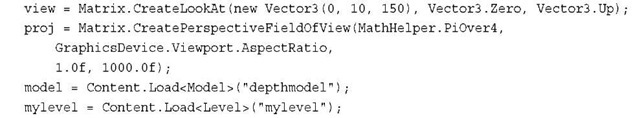 view = Matrix.CreateLookAt(new Vector3(0, 10, 150), Vector3.Zero, Vector3.Up);
proj = Matrix.CreatePerspectiveFieldOfView(MathHelper.PiOver4,
    GraphicsDevice.Viewport.AspectRatio,
    1.0f, 1000.0f);
model = Content.Load<Model>("depthmodel");
mylevel = Content.Load<Level>("mylevel");